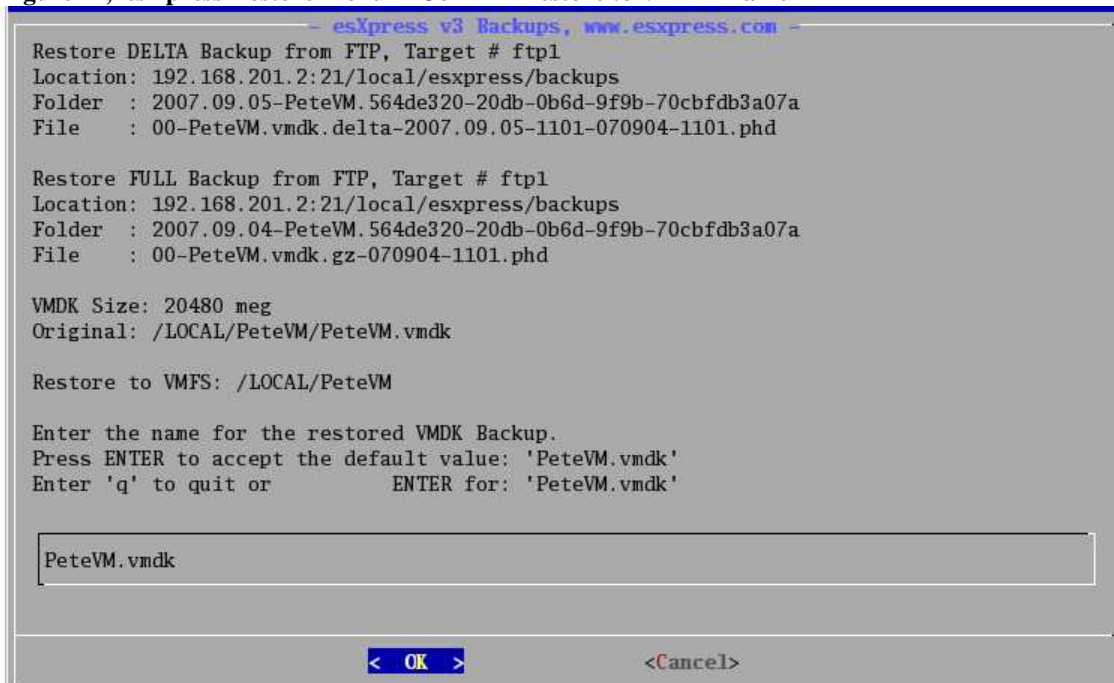 - esXpress v3 Backups, www.esxpress.com -
Restore DELTA Backup from FTP, Target # ftp1
Location: 192.168.201.2:21/local/esxpress/backups
Folder  : 2007.09.05-PeteVM.564de320-20db-0b6d-9f9b-70cbfdb3a07a
File    : 00-PeteVM.vmdk.delta-2007.09.05-1101-070904-1101.phd
Restore FULL Backup from FTP, Target # ftp1
Location: 192.168.201.2:21/local/esxpress/backups
Folder  : 2007.09.04-PeteVM.564de320-20db-0b6d-9f9b-70cbfdb3a07a
File    : 00-PeteVM.vmdk.gz-070904-1101.phd
VMDK Size: 20480 meg
Original: /LOCAL/PeteVM/PeteVM.vmdk
Restore to VMFS: /LOCAL/PeteVM
Enter the name for the restored VMDK Backup.
Press ENTER to accept the default value: 'PeteVM.vmdk'
Enter 'q' to quit or          ENTER for: 'PeteVM.vmdk'
PeteVM.vmdk
<  OK  > <Cancel>